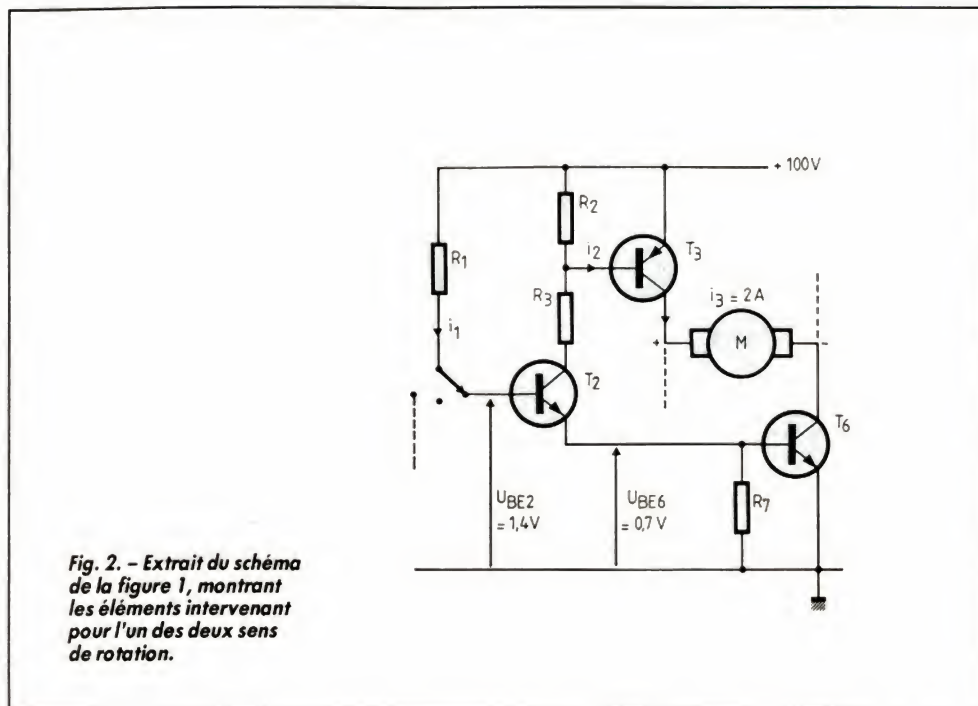 + 100V
R2
R1
i2
T3
R3
i3 = 2A
i1
+
M
-
T2
T6
UBE2
= 1,4V
UBE6
= 0,7V
R7
Fig. 2. – Extrait du schéma
de la figure 1, montrant
les éléments intervenant
pour l'un des deux sens
de rotation.